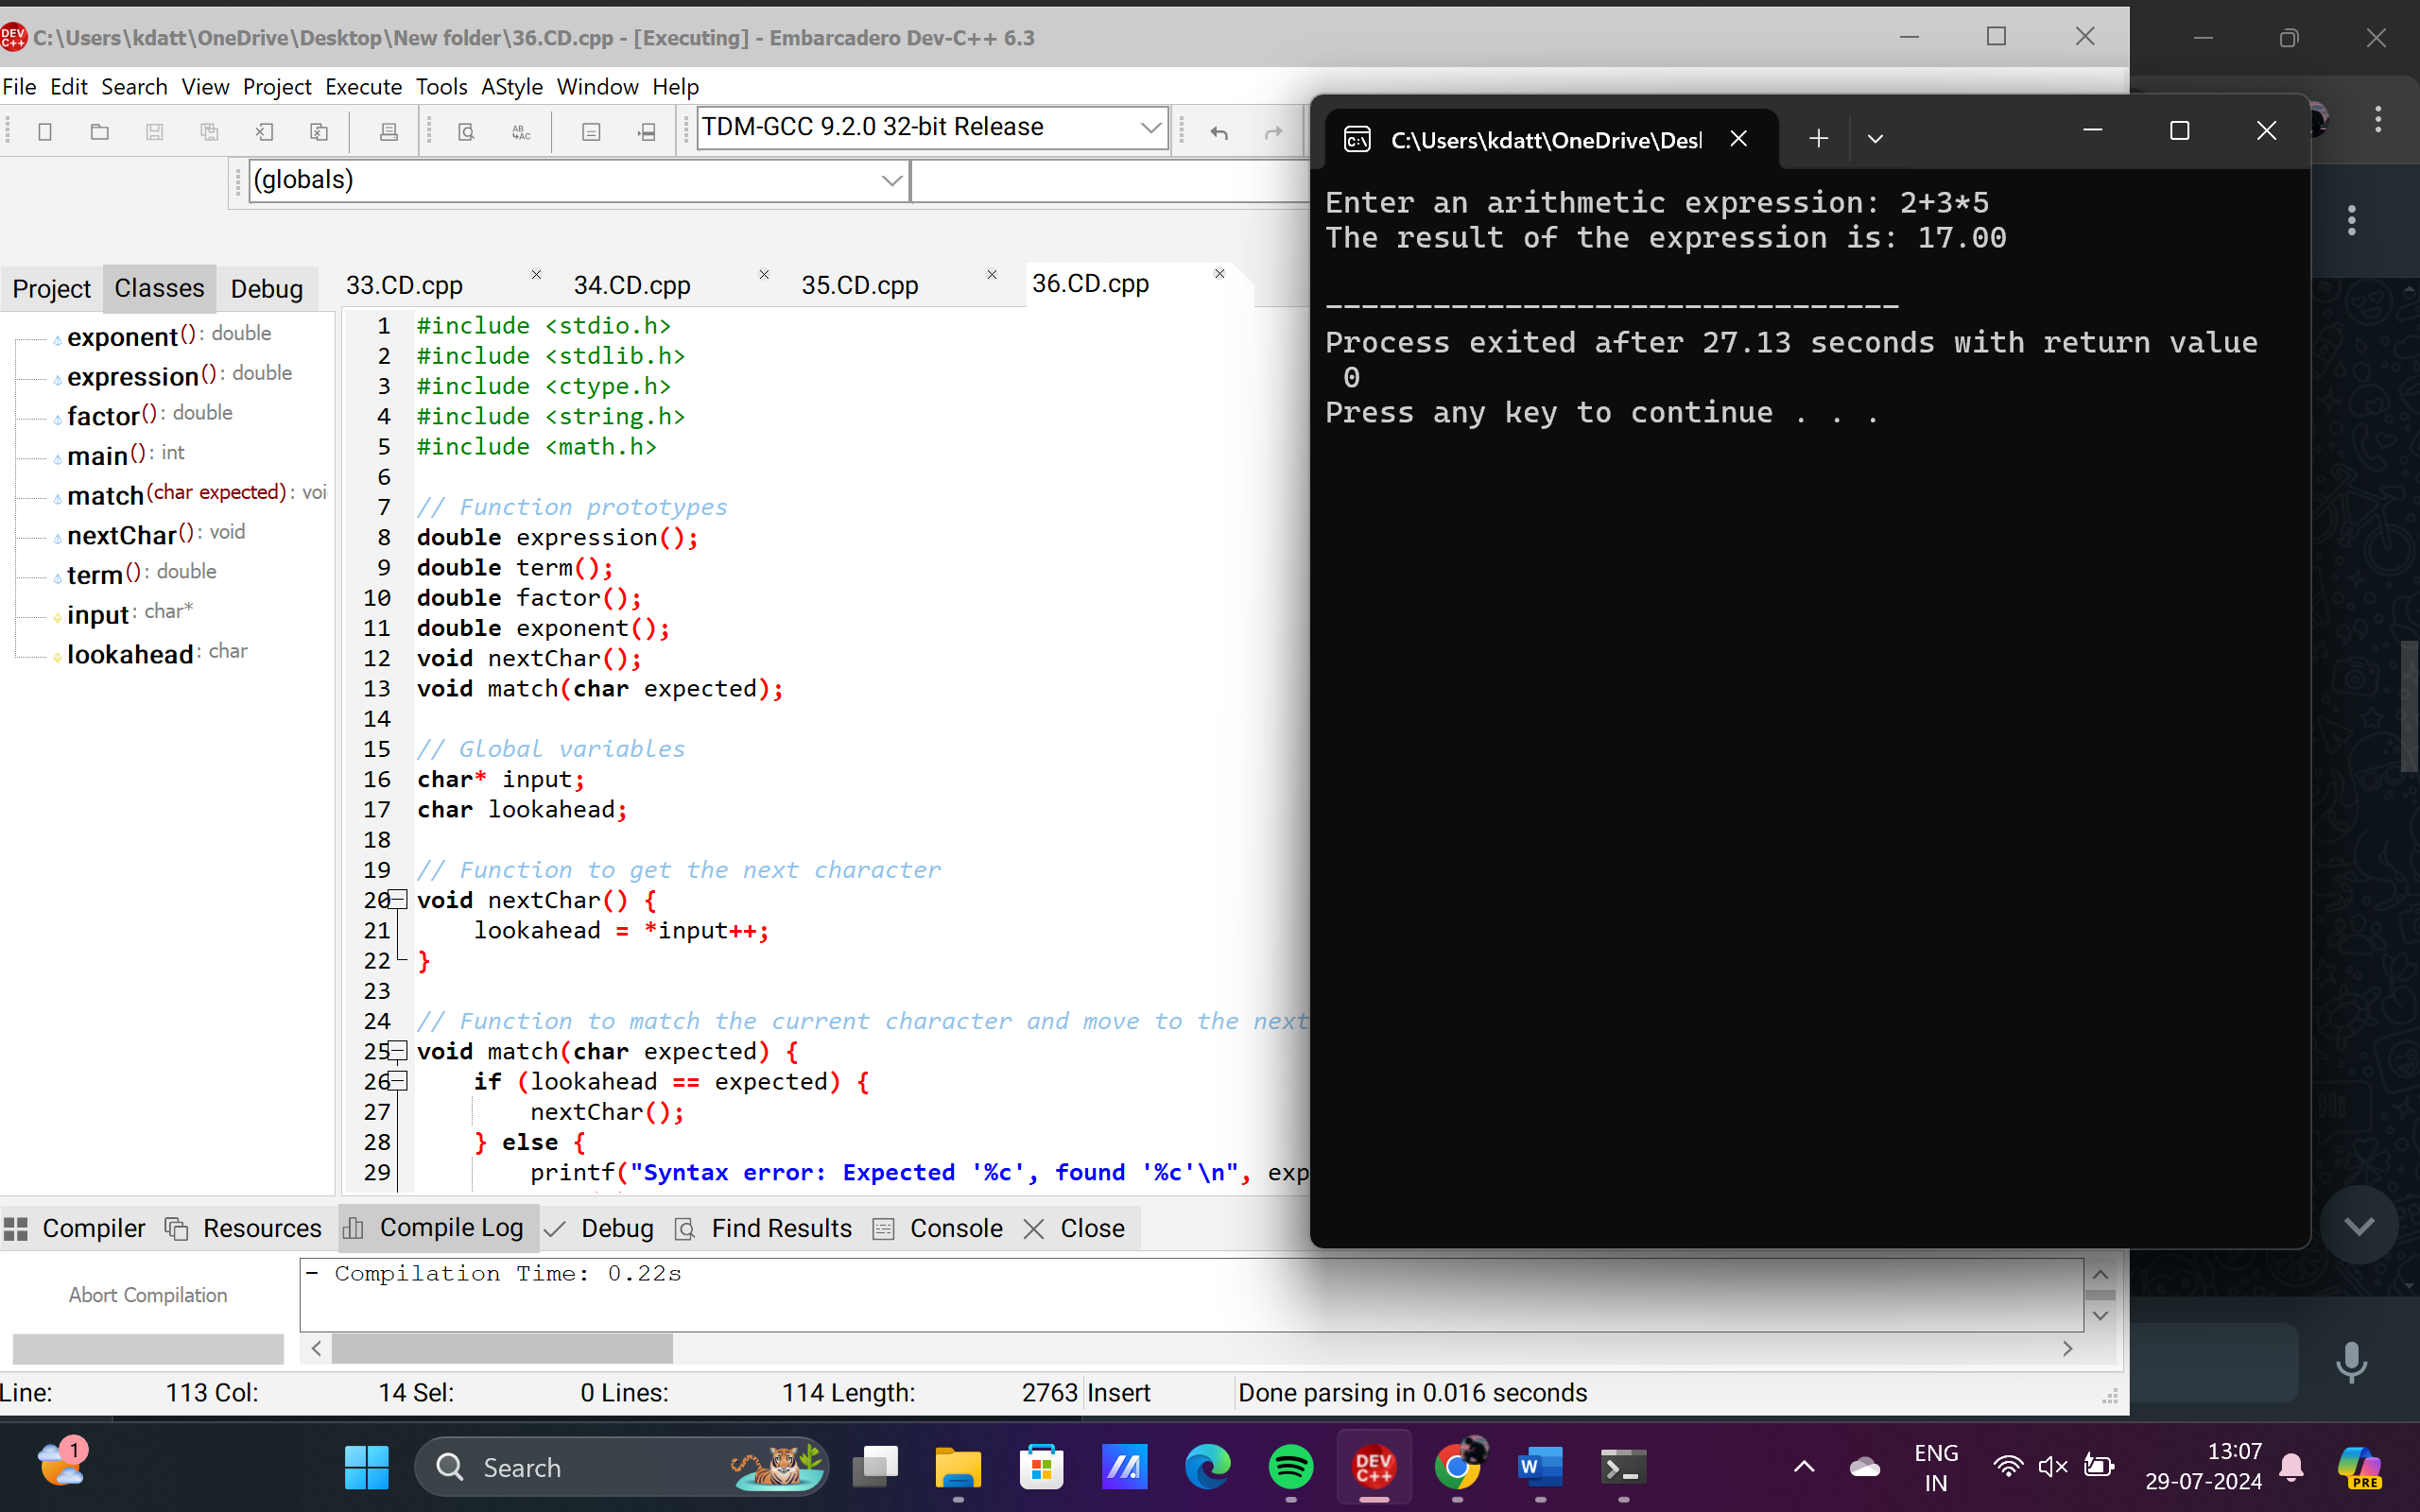 C:\Users\kdatt\OneDrive\Desktop\New folder\36.CD.cpp - [Executing] - Embarcadero Dev-C++ 6.3
File Edit Search View Project Execute Tools AStyle Window Help
TDM-GCC 9.2.0 32-bit Release
(globals)
Project Classes Debug
exponent() : double
expression() : double
factor() : double
main() : int
match(char expected) : voi
nextChar() : void
term() : double
input : char*
lookahead : char
33.CD.cpp 34.CD.cpp 35.CD.cpp 36.CD.cpp
1 #include <stdio.h>
2 #include <stdlib.h>
3 #include <ctype.h>
4 #include <string.h>
5 #include <math.h>
6
7 // Function prototypes
8 double expression();
9 double term();
10 double factor();
11 double exponent();
12 void nextChar();
13 void match(char expected);
14
15 // Global variables
16 char* input;
17 char lookahead;
18
19 // Function to get the next character
20 void nextChar() {
21 lookahead = *input++;
22 }
23
24 // Function to match the current character and move to the next
25 void match(char expected) {
26 if (lookahead == expected) {
27 nextChar();
28 } else {
29 printf("Syntax error: Expected '%c', found '%c'\n", exp
C:\Users\kdatt\OneDrive\Desl
Enter an arithmetic expression: 2+3*5
The result of the expression is: 17.00
--------------------------------
Process exited after 27.13 seconds with return value
0
Press any key to continue . . .
Compiler Resources Compile Log Debug Find Results Console Close
Abort Compilation
- Compilation Time: 0.22s
Line: 113 Col: 14 Sel: 0 Lines: 114 Length: 2763 Insert Done parsing in 0.016 seconds
1
Search
DEV C++
W
PRE
ENG
IN
13:07
29-07-2024